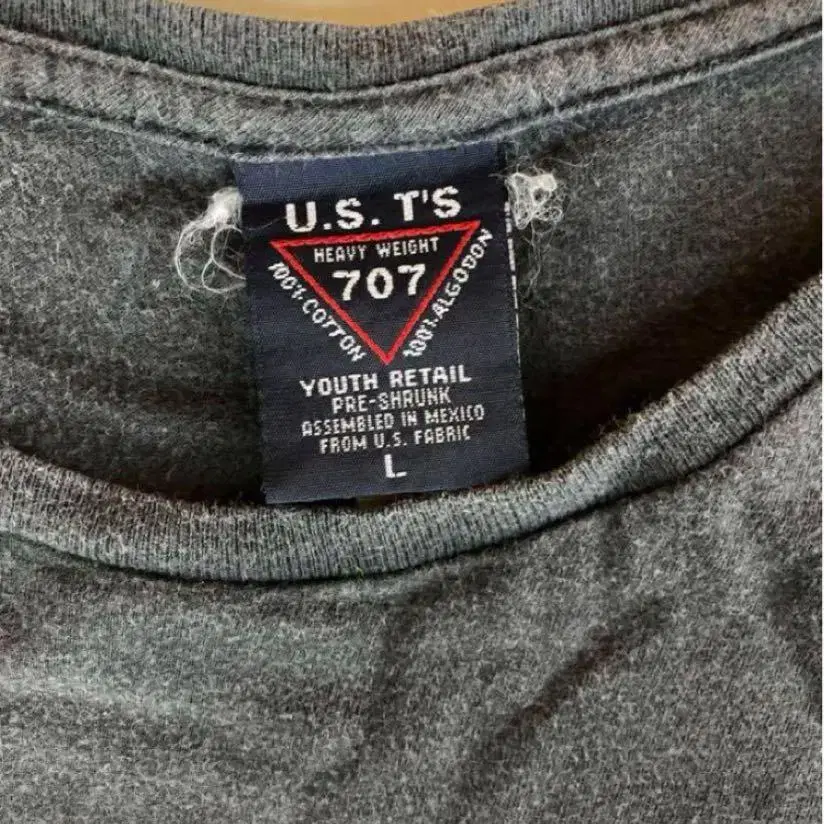 U.S. T'S
HEAVY WEIGHT
707
100% COTTON
100% ALGODON
YOUTH RETAIL
PRE-SHRUNK
ASSEMBLED IN MEXICO
FROM U.S. FABRIC
L